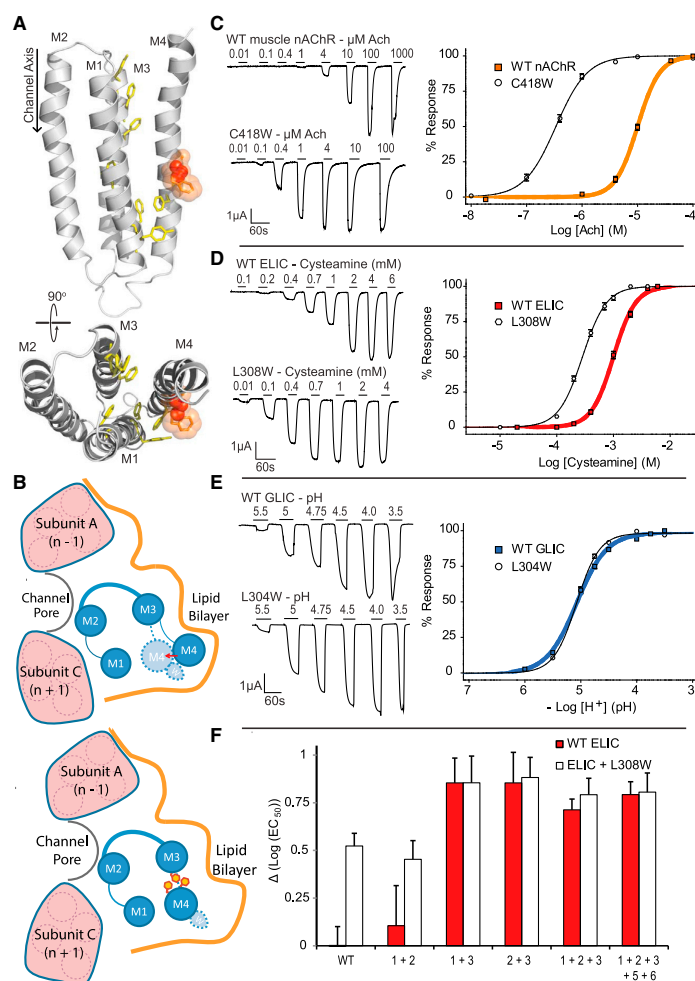 A
M2
M4
M1
M3
Channel Axis
90°
M3
M2
M4
M1
B
Subunit A
(n - 1)
Channel
Pore
Lipid
Bilayer
M3
M2
M4
M4
M4
M1
Subunit C
(n + 1)
Subunit A
(n - 1)
Channel
Pore
Lipid
Bilayer
M3
M2
M4
M1
M4
Subunit C
(n + 1)
C
WT muscle nAChR - µM Ach
0.01 0.1 0.4 1 4 10 100 1000
C418W - µM Ach
0.01 0.1 0.4 1 4 10 100
1µA
60s
% Response
100
75
50
25
0
WT nAChR
C418W
-8 -7 -6 -5 -4
Log [Ach] (M)
D
WT ELIC - Cysteamine (mM)
0.1 0.2 0.4 0.7 1 2 4 6
L308W - Cysteamine (mM)
0.01 0.1 0.4 0.7 1 2 4
1µA
60s
% Response
100
75
50
25
0
WT ELIC
L308W
-5 -4 -3 -2
Log [Cysteamine] (M)
E
WT GLIC - pH
5.5 5 4.75 4.5 4.0 3.5
L304W - pH
5.5 5 4.75 4.5 4.0 3.5
1µA
60s
% Response
100
75
50
25
0
WT GLIC
L304W
7 6 5 4 3
- Log [H⁺] (pH)
F
WT ELIC
ELIC + L308W
Δ (Log (EC₅₀))
1
0.75
0.5
0.25
0
WT 1 + 2 1 + 3 2 + 3 1 + 2 + 3 1 + 2 + 3
+ 5 + 6